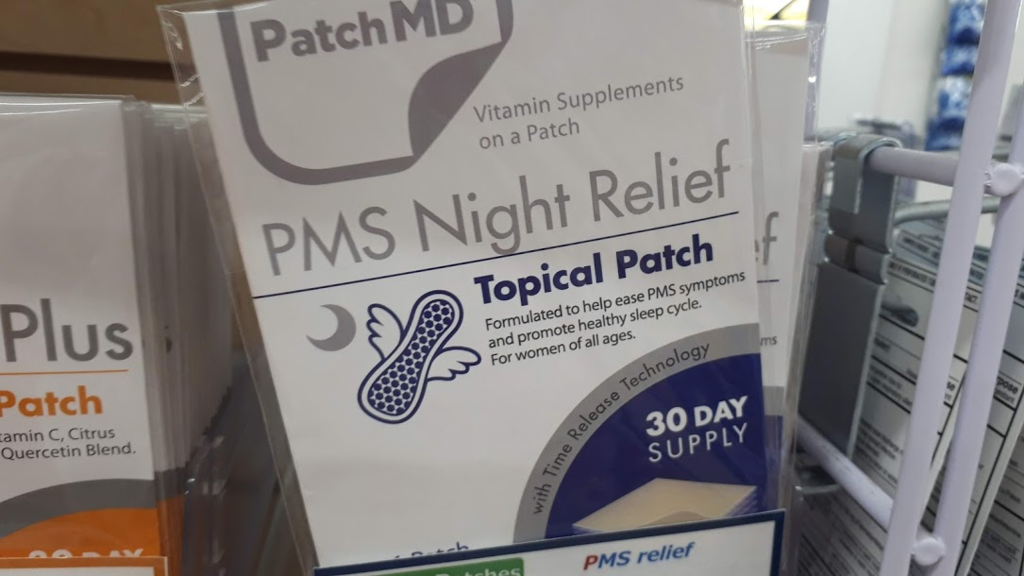 PatchMD
Vitamin Supplements
on a Patch
PMS Night Relief
Topical Patch
Formulated to help ease PMS symptoms
and promote healthy sleep cycle.
For women of all ages.
with Time Release Technology
30 DAY
SUPPLY
Patches
PMS relief
Plus
Patch
Citrus
Quercetin Blend.